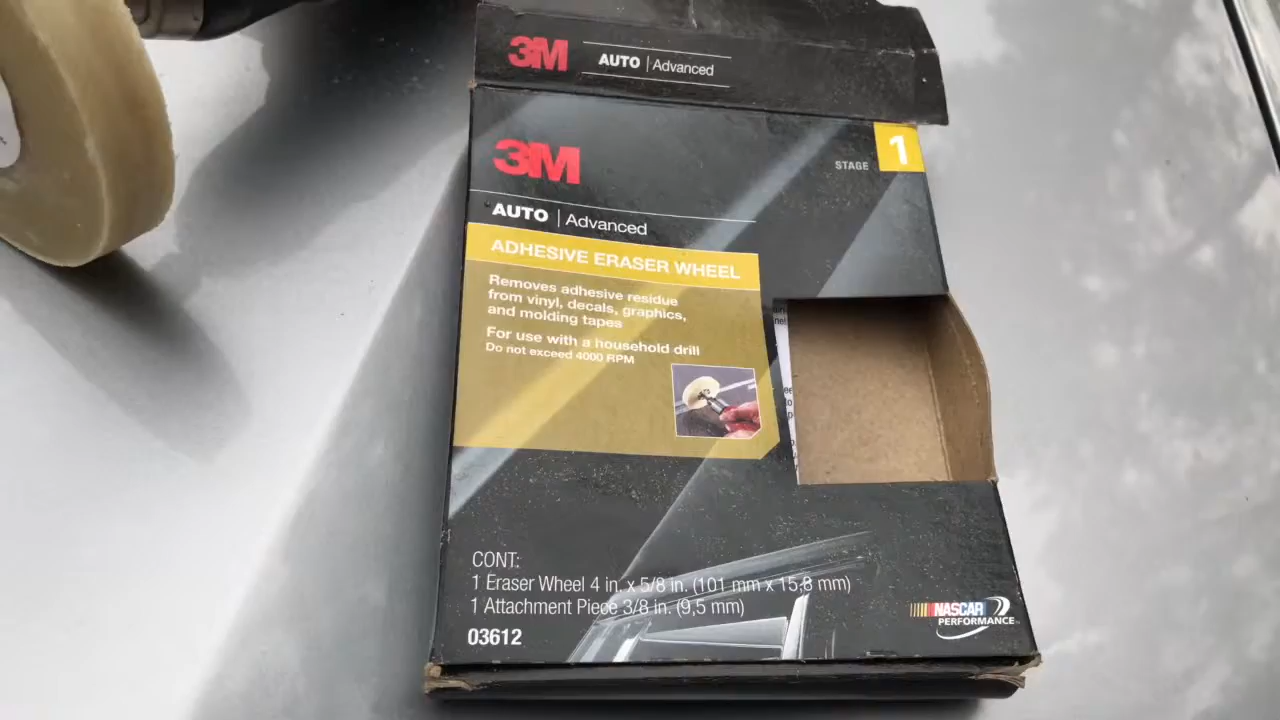 3M AUTO | Advanced
3M
STAGE 1
AUTO | Advanced
ADHESIVE ERASER WHEEL
Removes adhesive residue
from vinyl, decals, graphics,
and molding tapes
For use with a household drill
Do not exceed 4000 RPM
CONT:
1 Eraser Wheel 4 in. x 5/8 in. (101 mm x 15,8 mm)
1 Attachment Piece 3/8 in. (9,5 mm)
03612
NASCAR
PERFORMANCE